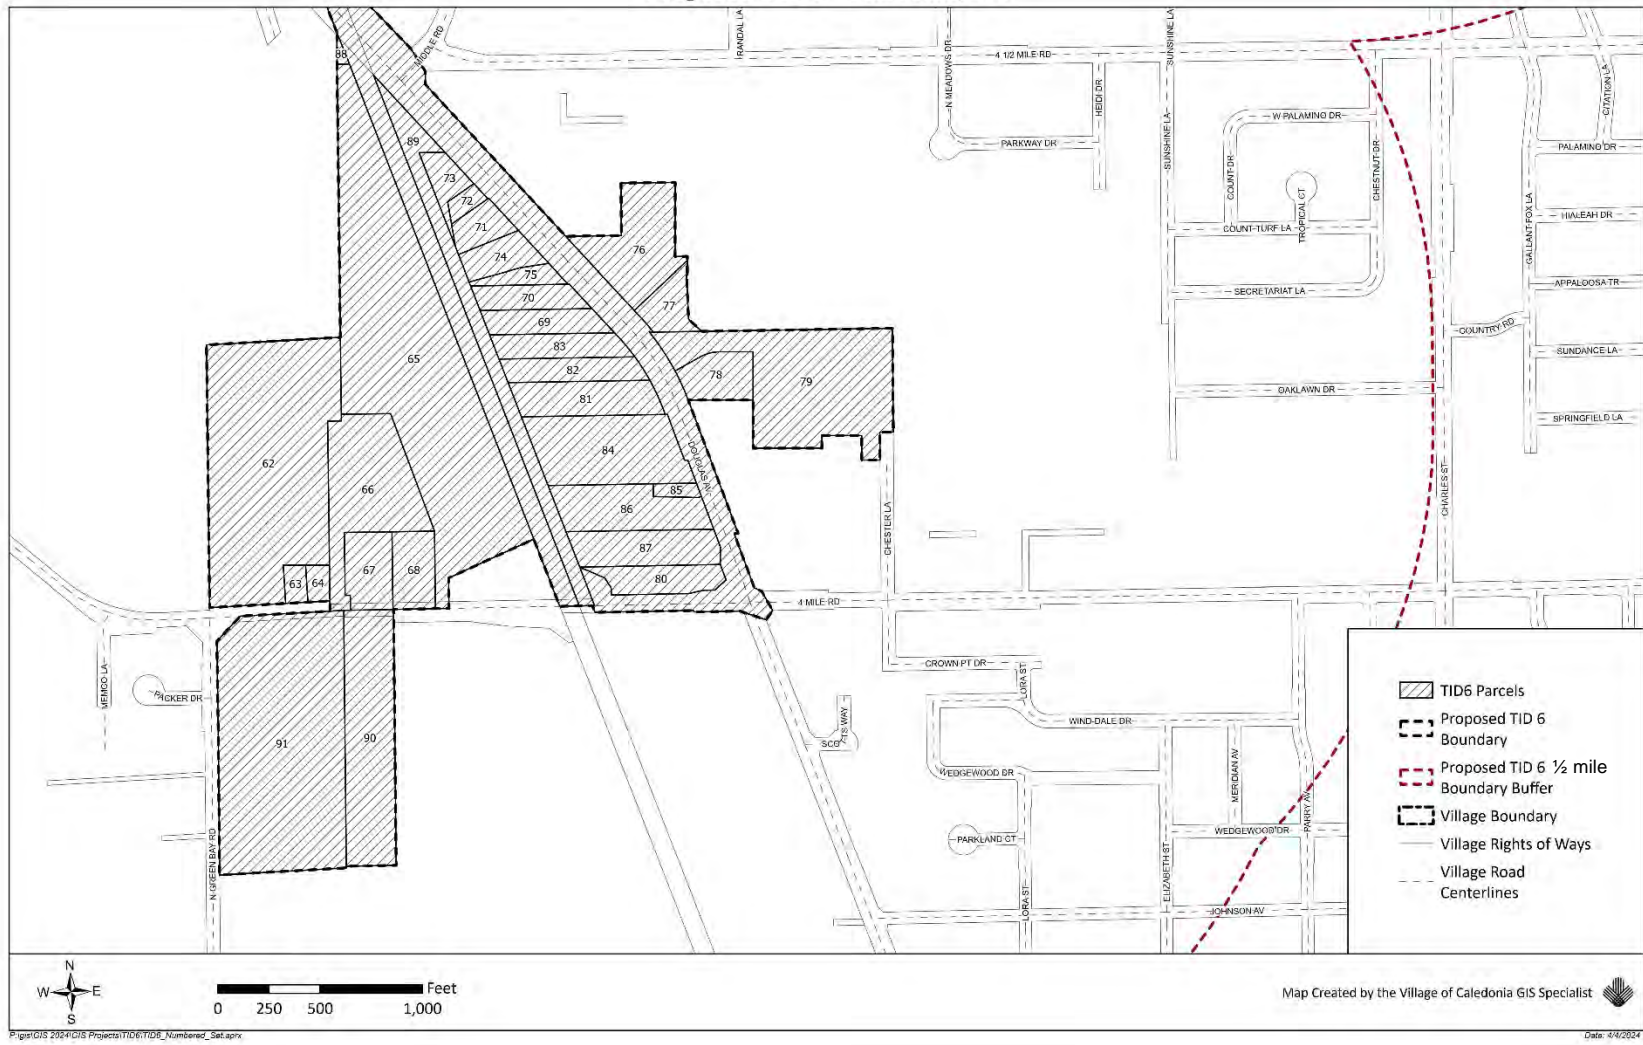 MIDDLE RD
RANDAL LA
4 1/2 MILE RD
N MEADOWS DR
HEIDI DR
PARKWAY DR
SUNSHINE LA
SUNSHINE LA
W PALAMINO DR
COUNT DR
TROPICAL CT
CHESTNUT DR
COUNT TURF LA
SECRETARIAT LA
OAKLAWN DR
CITATION LA
PALAMINO DR
HIALEAH DR
GALLANT FOX LA
APPALOOSA TR
COUNTRY RD
SUNDANCE LA
SPRINGFIELD LA
CHARLES ST
88
89
73
72
71
74
75
70
69
83
82
81
84
85
86
87
80
76
77
78
79
65
62
66
67
68
63
64
91
90
DOUGLAS AV
CHESTER LA
4 MILE RD
MEMCO LA
PACKER DR
N GREEN BAY RD
CROWN PT DR
LORA ST
WIND DALE DR
SCOTTS WAY
WEDGEWOOD DR
MERIDIAN AV
PARRY AV
WEDGEWOOD DR
PARKLAND CT
ELIZABETH ST
LORA ST
JOHNSON AV
TID6 Parcels
Proposed TID 6
Boundary
Proposed TID 6 ½ mile
Boundary Buffer
Village Boundary
Village Rights of Ways
Village Road
Centerlines
N
W E
S
Feet
0 250 500 1,000
Map Created by the Village of Caledonia GIS Specialist
P:\gis\GIS 2024\GIS Projects\TID6\TID6_Numbered_Set.aprx
Date: 4/4/2024